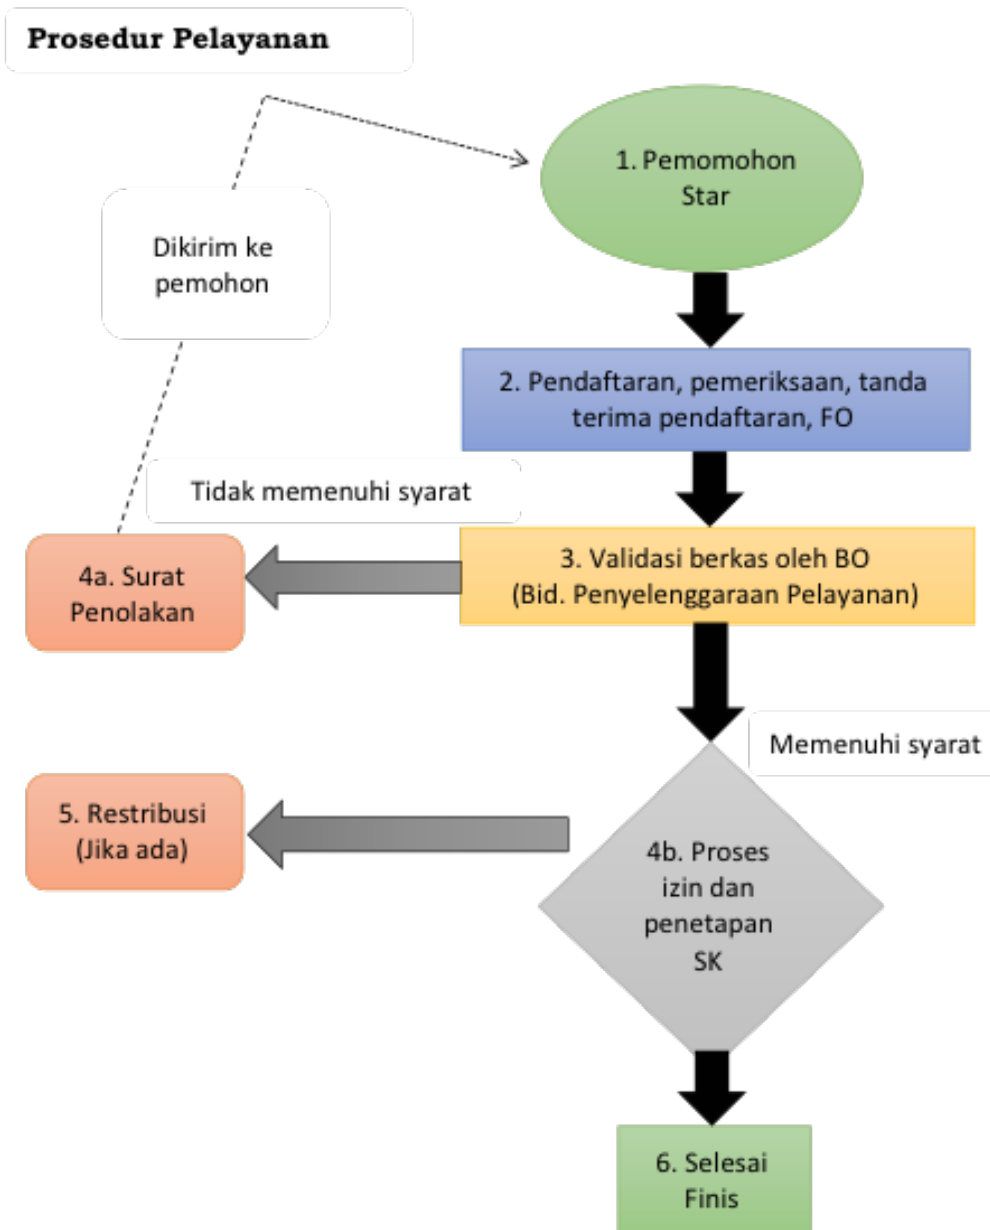 Prosedur Pelayanan
1. Pemomohon
Star
Dikirim ke
pemohon
2. Pendaftaran, pemeriksaan, tanda
terima pendaftaran, FO
Tidak memenuhi syarat
3. Validasi berkas oleh BO
(Bid. Penyelenggaraan Pelayanan)
4a. Surat
Penolakan
Memenuhi syarat
5. Restribusi
(Jika ada)
4b. Proses
izin dan
penetapan
SK
6. Selesai
Finis